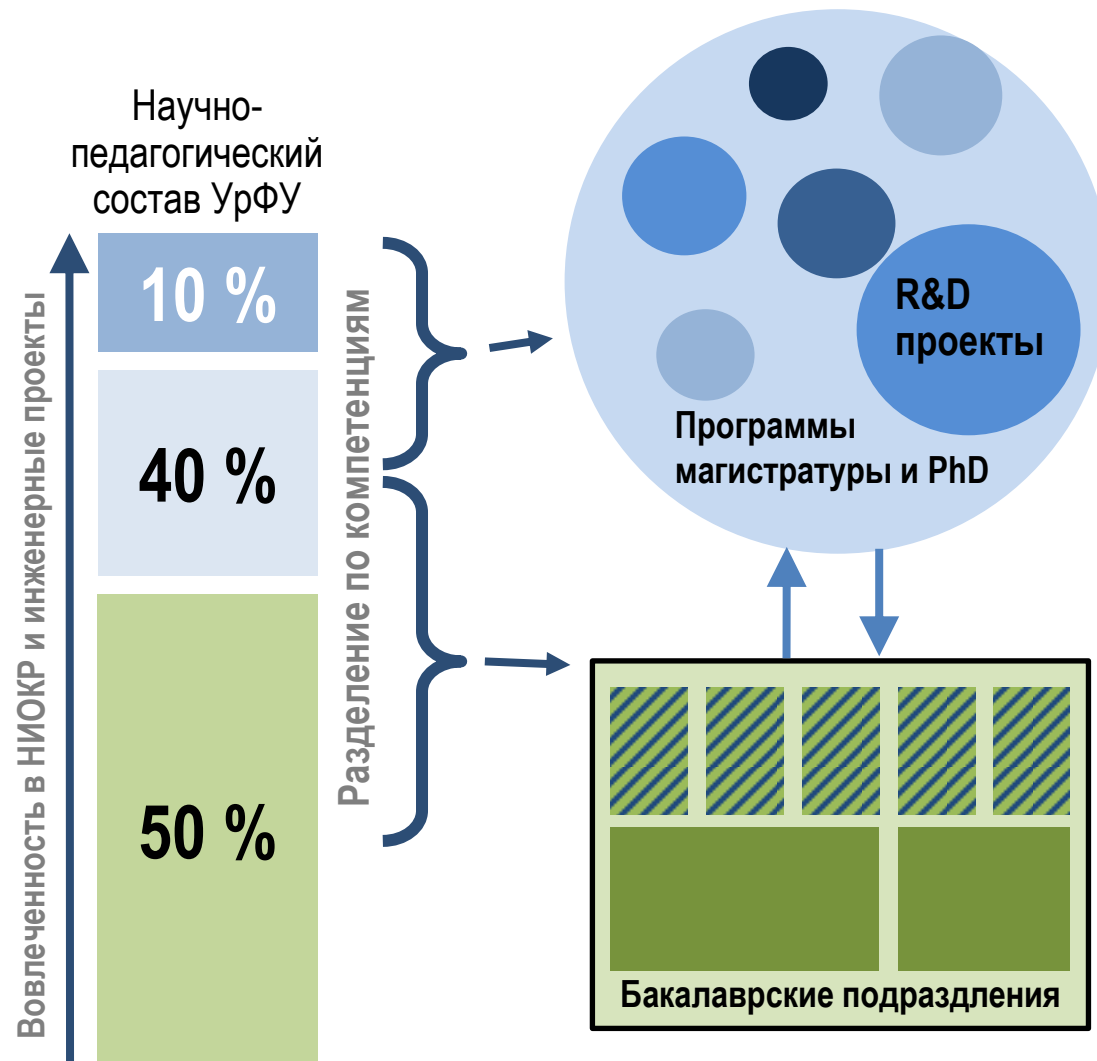 Научно-
педагогический
состав УрФУ
Вовлеченность в НИОКР и инженерные проекты
10 %
40 %
50 %
Разделение по компетенциям
R&D
проекты
Программы
магистратуры и PhD
Бакалаврские подраздления